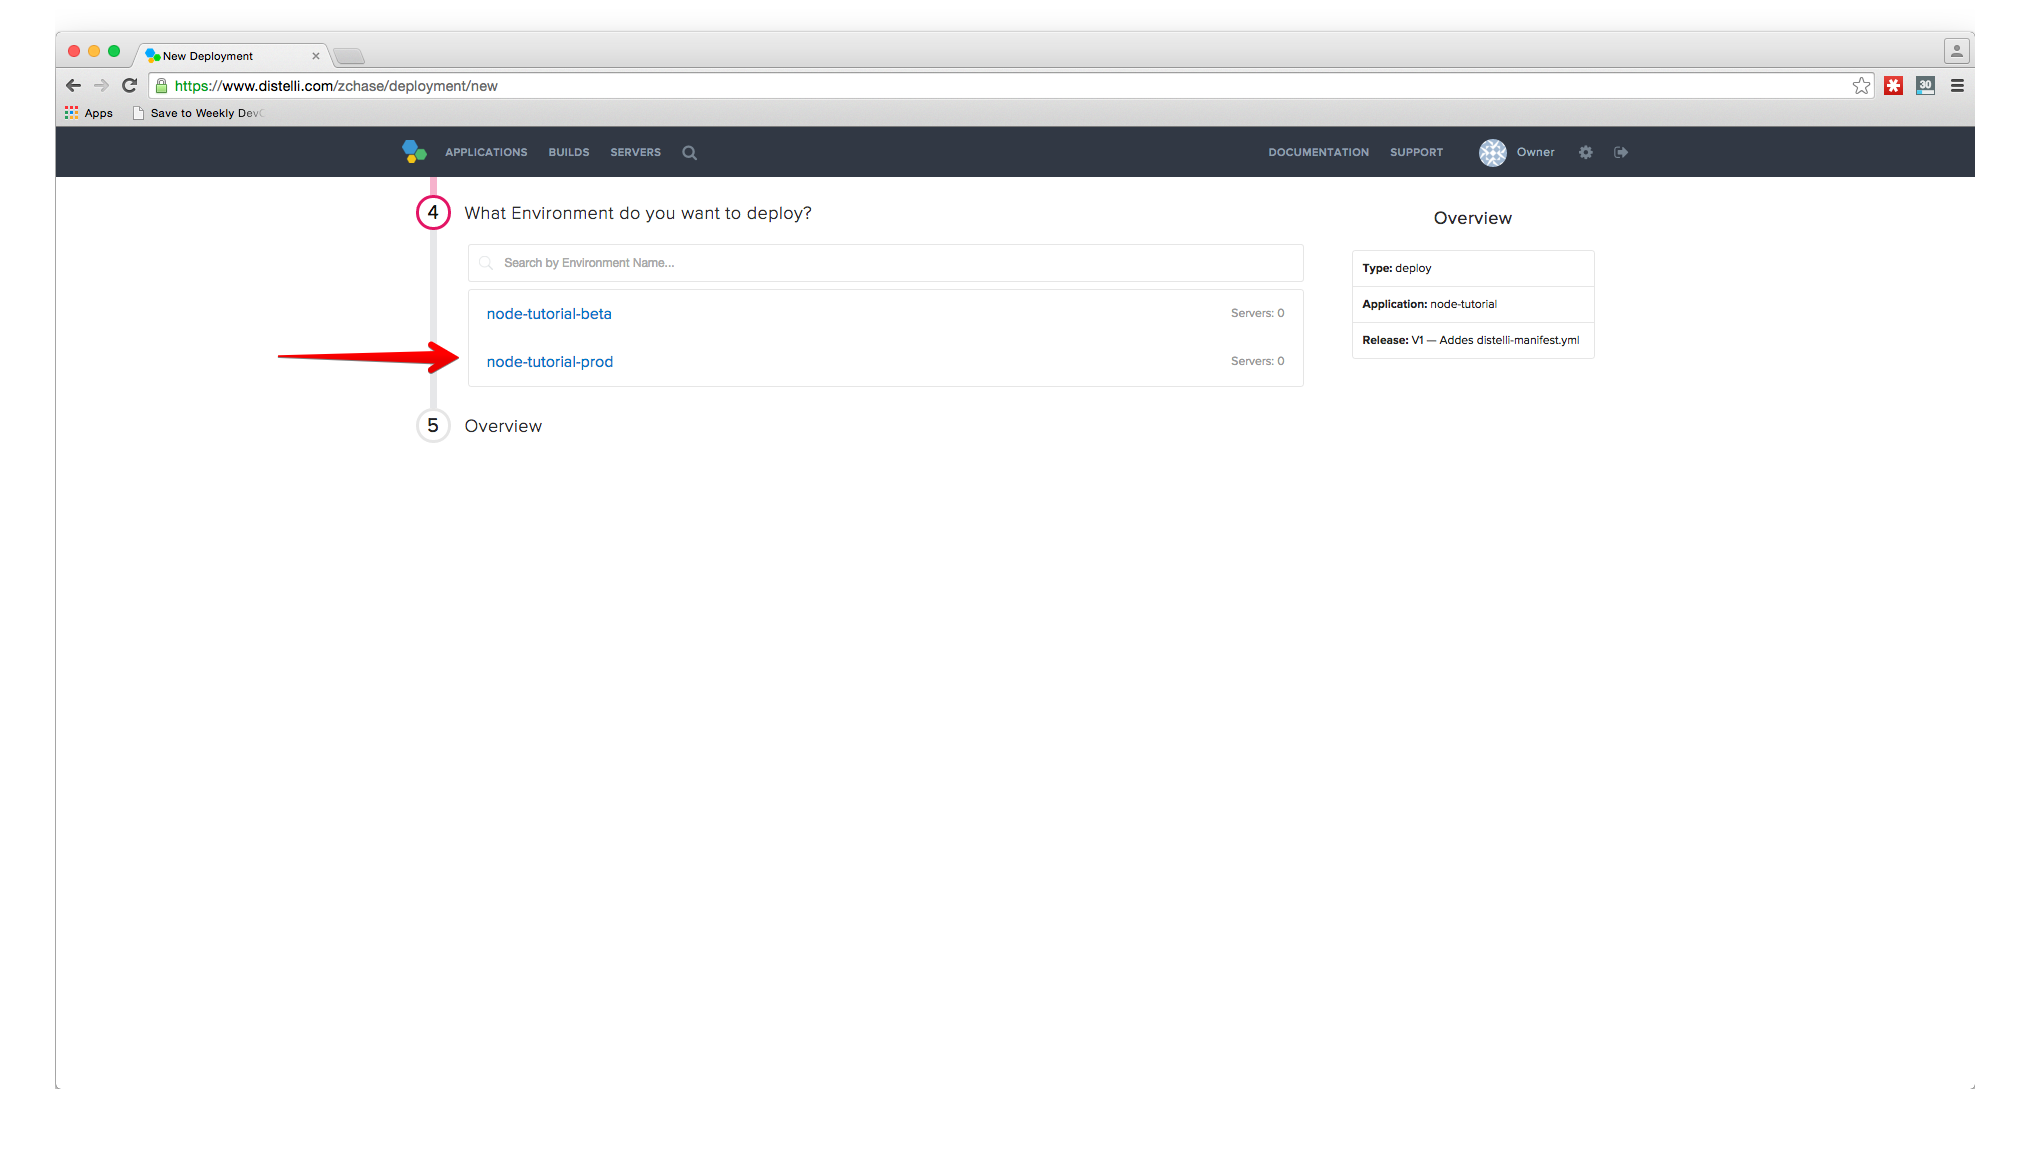 New Deployment
https://www.distelli.com/zchase/deployment/new
30
Apps
Save to Weekly Dev
APPLICATIONS BUILDS SERVERS
DOCUMENTATION SUPPORT Owner
4 What Environment do you want to deploy?
Search by Environment Name...
node-tutorial-beta Servers: 0
node-tutorial-prod Servers: 0
5 Overview
Overview
Type: deploy
Application: node-tutorial
Release: V1 — Addes distelli-manifest.yml